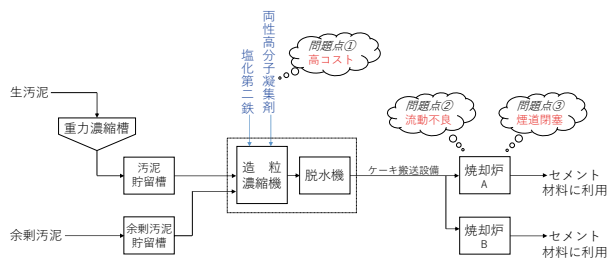 両性高分子凝集剤
塩化第二鉄
問題点①
高コスト
生汚泥
重力濃縮槽
問題点②
流動不良
問題点③
煙道閉塞
汚泥
貯留槽
造　粒
濃縮機
脱水機
ケーキ搬送設備
焼却炉
A
セメント
材料に利用
余剰汚泥
余剰汚泥
貯留槽
焼却炉
B
セメント
材料に利用